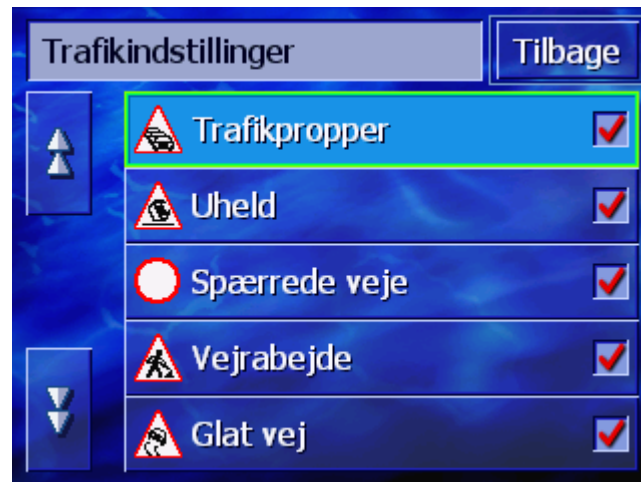 Trafikindstillinger
Tilbage
Trafikpropper
Uheld
Spærrede veje
Vejrabejde
Glat vej